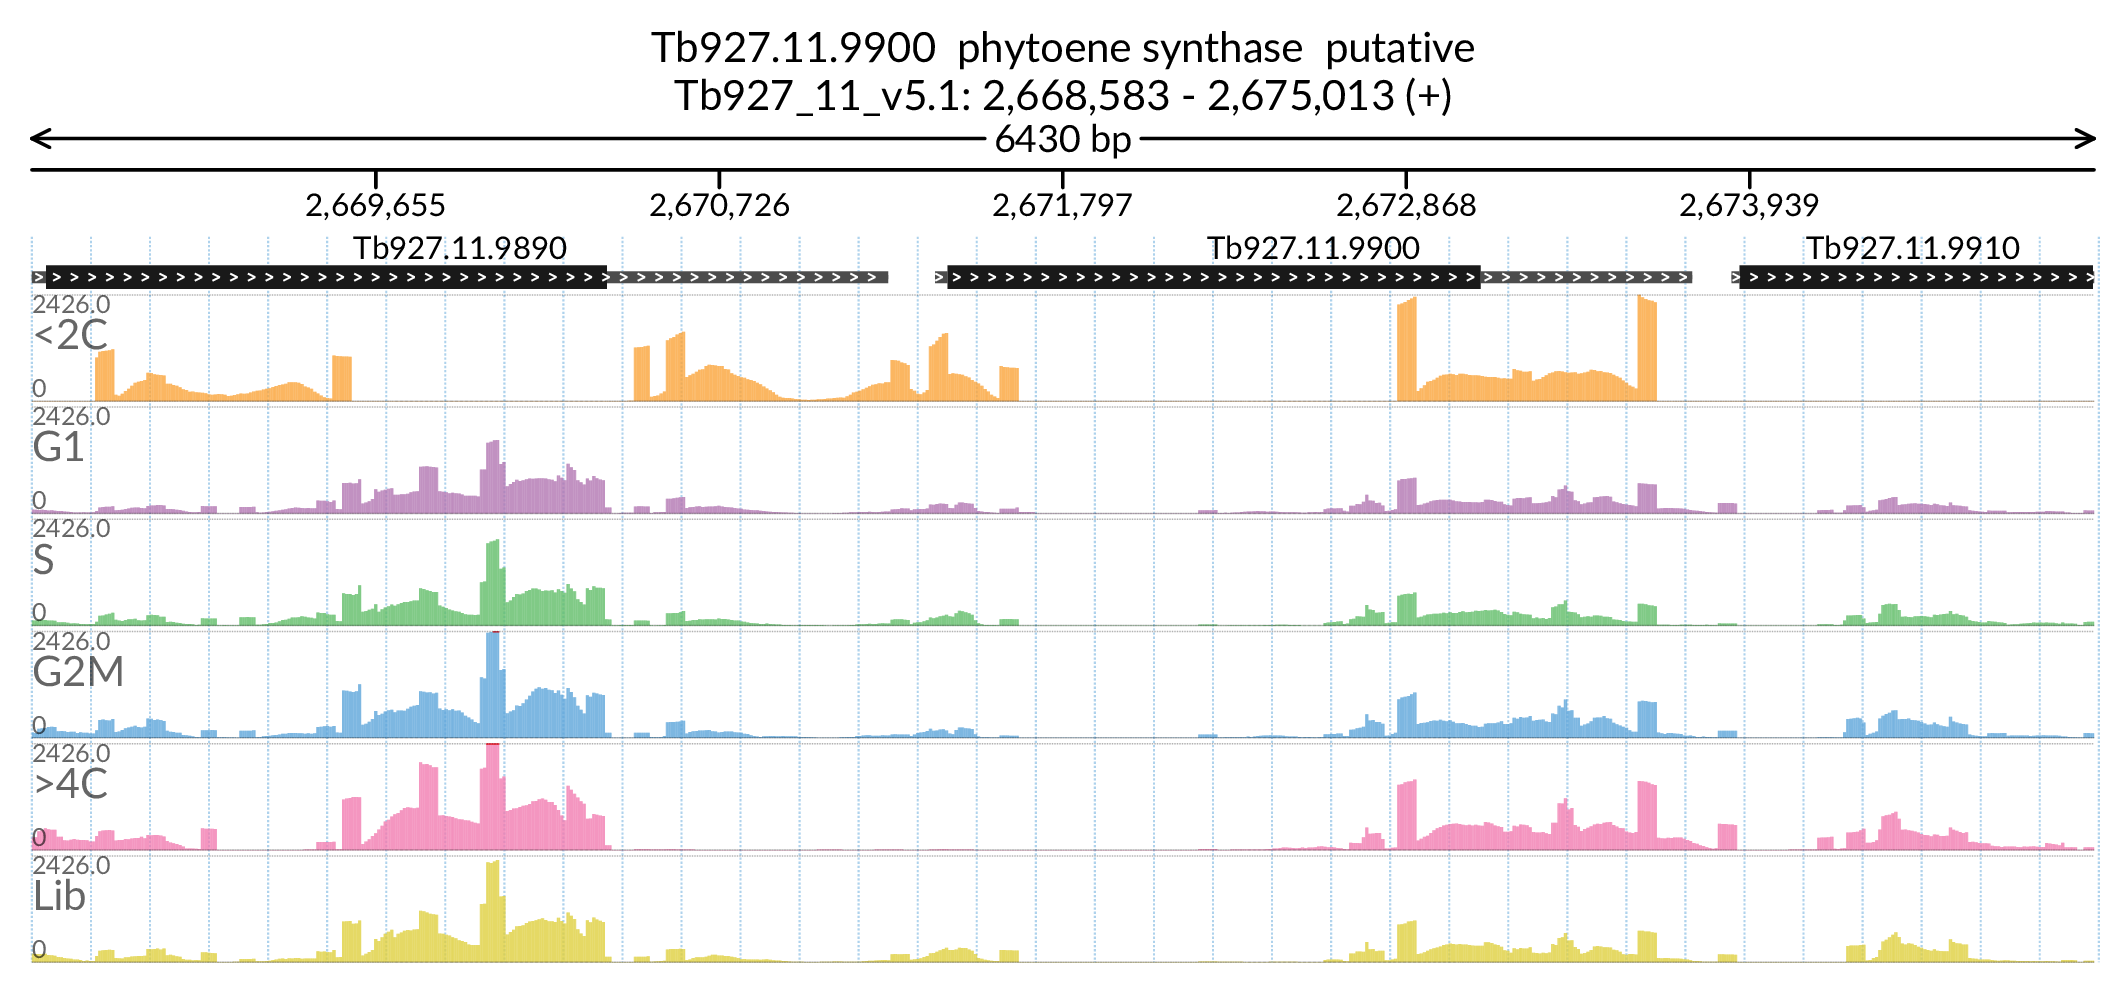 Tb927.11.9900 phytoene synthase putative
Tb927_11_v5.1: 2,668,583 - 2,675,013 (+)
6430 bp
2,669,655 2,670,726 2,671,797 2,672,868 2,673,939
Tb927.11.9890 Tb927.11.9900 Tb927.11.9910
2426.0
<2C
0
2426.0
G1
0
2426.0
S
0
2426.0
G2M
0
2426.0
>4C
0
2426.0
Lib
0